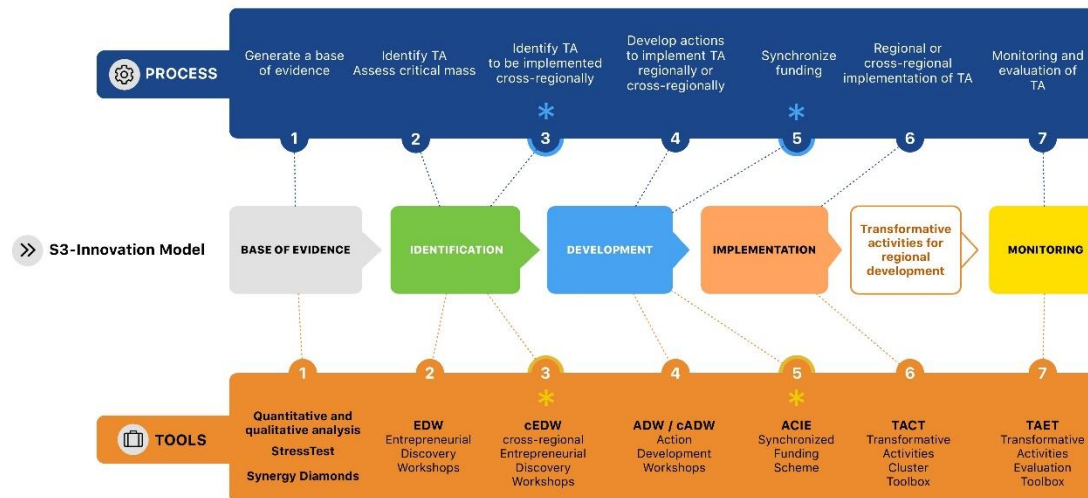 PROCESS
Generate a base
of evidence
Identify TA
Assess critical mass
Identify TA
to be implemented
cross-regionally
*
Develop actions
to implement TA
regionally or
cross-regionally
Synchronize
funding
*
Regional or
cross-regional
implementation of TA
Monitoring and
evaluation of
TA
1
2
3
4
5
6
7
S3-Innovation Model
BASE OF EVIDENCE
IDENTIFICATION
DEVELOPMENT
IMPLEMENTATION
Transformative
activities for
regional
development
MONITORING
1
2
3
4
5
6
7
TOOLS
Quantitative and
qualitative analysis
StressTest
Synergy Diamonds
EDW
Entrepreneurial
Discovery
Workshops
*
cEDW
cross-regional
Entrepreneurial
Discovery
Workshops
ADW / cADW
Action
Development
Workshops
*
ACIE
Synchronized
Funding
Scheme
TACT
Transformative
Activities
Cluster
Toolbox
TAET
Transformative
Activities
Evaluation
Toolbox